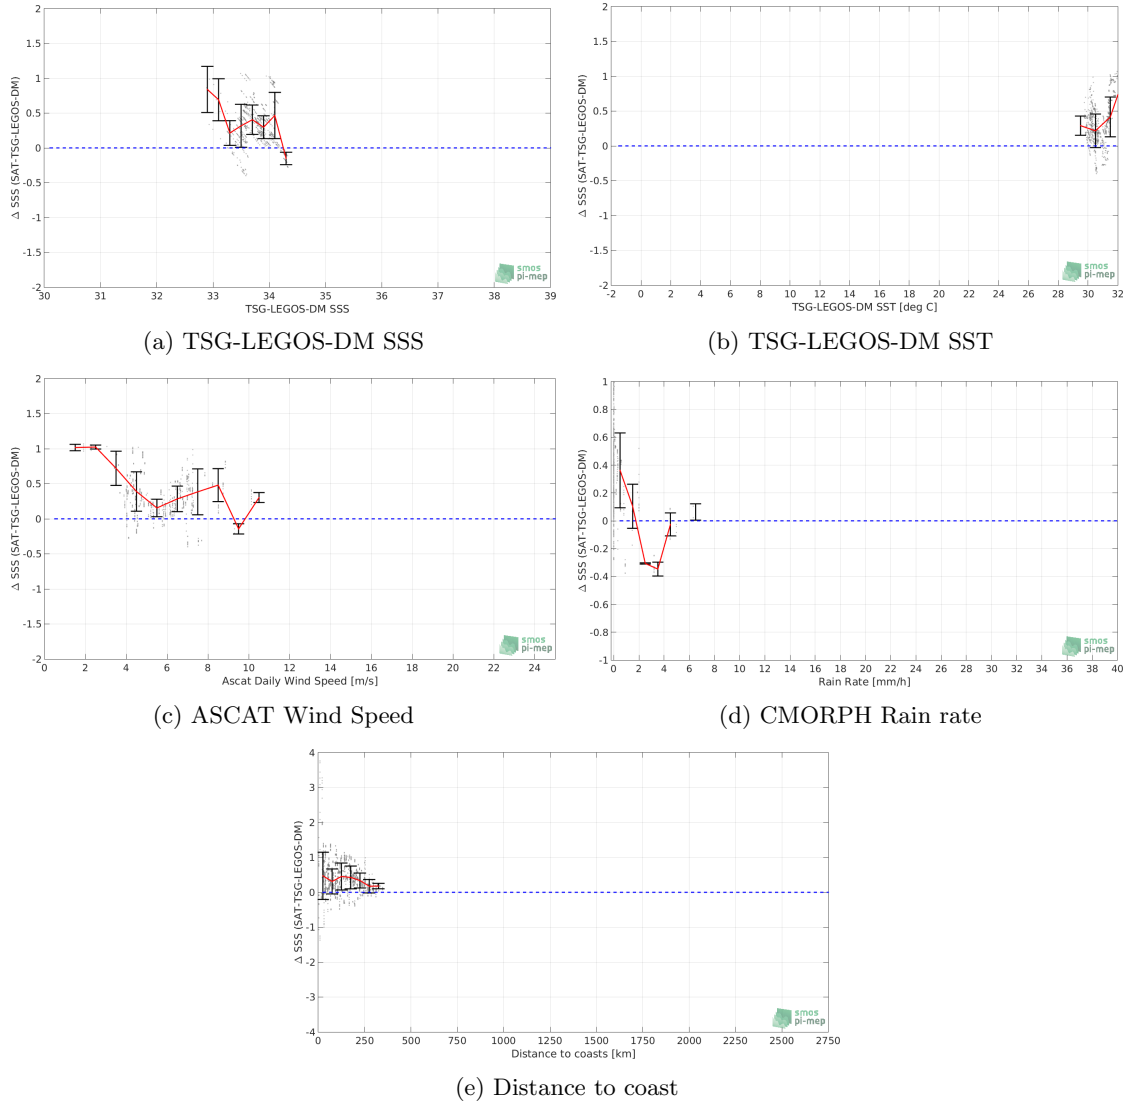 2
1.5
1
0.5
0
-0.5
-1
-1.5
-2
Δ SSS (SAT-TSG-LEGOS-DM)
30 31 32 33 34 35 36 37 38 39
TSG-LEGOS-DM SSS
smos
pi-mep
(a) TSG-LEGOS-DM SSS
2
1.5
1
0.5
0
-0.5
-1
-1.5
-2
Δ SSS (SAT-TSG-LEGOS-DM)
-2 0 2 4 6 8 10 12 14 16 18 20 22 24 26 28 30 32
TSG-LEGOS-DM SST [deg C]
smos
pi-mep
(b) TSG-LEGOS-DM SST
2
1.5
1
0.5
0
-0.5
-1
-1.5
-2
Δ SSS (SAT-TSG-LEGOS-DM)
0 2 4 6 8 10 12 14 16 18 20 22 24
Ascat Daily Wind Speed [m/s]
smos
pi-mep
(c) ASCAT Wind Speed
1
0.8
0.6
0.4
0.2
0
-0.2
-0.4
-0.6
-0.8
-1
Δ SSS (SAT-TSG-LEGOS-DM)
0 2 4 6 8 10 12 14 16 18 20 22 24 26 28 30 32 34 36 38 40
Rain Rate [mm/h]
smos
pi-mep
(d) CMORPH Rain rate
4
3
2
1
0
-1
-2
-3
-4
Δ SSS (SAT-TSG-LEGOS-DM)
0 250 500 750 1000 1250 1500 1750 2000 2250 2500 2750
Distance to coasts [km]
smos
pi-mep
(e) Distance to coast